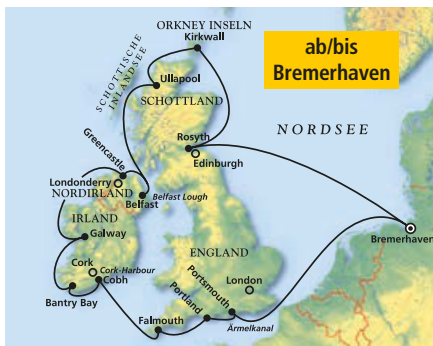 ORKNEY INSELN
Kirkwall
ab/bis
Bremerhaven
SCHOTTISCHE
INLANDSEE
Ullapool
SCHOTTLAND
NORDSEE
Rosyth
Edinburgh
Greencastle
Londonderry
NORDIRLAND
Belfast
Belfast Lough
IRLAND
Galway
Bremerhaven
ENGLAND
Cork
Cork-Harbour
Cobh
London
Portsmouth
Portland
Bantry Bay
Falmouth
Ärmelkanal